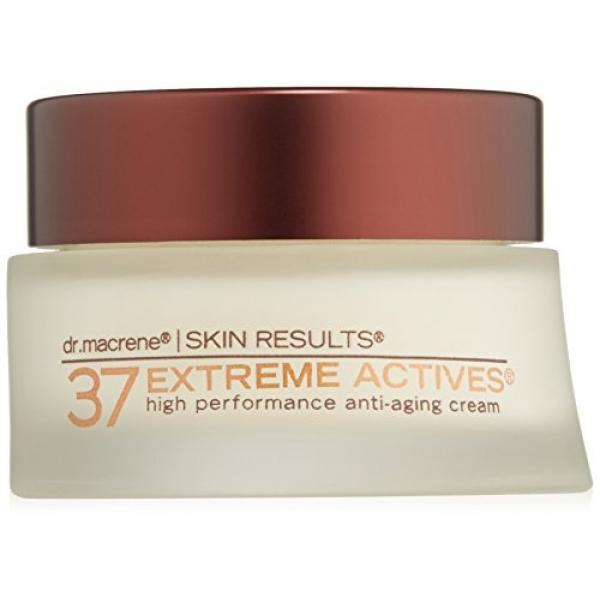 dr.macrene® | SKIN RESULTS®
37 EXTREME ACTIVES®
high performance anti-aging cream